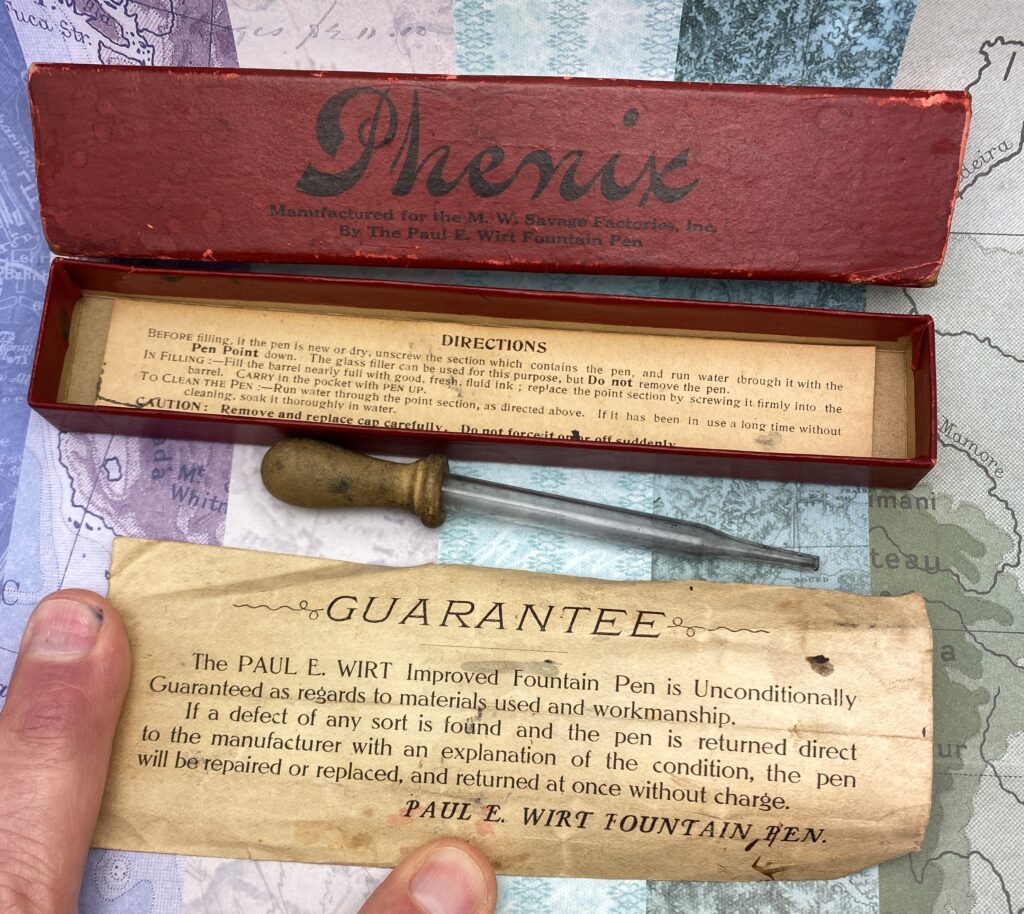 Phenix
Manufactured for the M. W. Savage Factories, Inc.
By The Paul E. Wirt Fountain Pen
DIRECTIONS
BEFORE filling, if the pen is new or dry, unscrew the section which contains the pen, and run water through it with the
Pen Point down. The glass filler can be used for this purpose, but Do not remove the pen.
IN FILLING:—Fill the barrel nearly full with good, fresh, fluid ink; replace the point section by screwing it firmly into the
barrel. CARRY in the pocket with PEN UP.
TO CLEAN THE PEN:—Run water through the point section, as directed above. If it has been in use a long time without
cleaning, soak it thoroughly in water.
CAUTION: Remove and replace cap carefully. Do not force it on or off suddenly
GUARANTEE
The PAUL E. WIRT Improved Fountain Pen is Unconditionally
Guaranteed as regards to materials used and workmanship.
If a defect of any sort is found and the pen is returned direct
to the manufacturer with an explanation of the condition, the pen
will be repaired or replaced, and returned at once without charge.
PAUL E. WIRT FOUNTAIN PEN.
Mt
Whit
Mamore
imani
teau
a
ur
deira
uca Str.
C